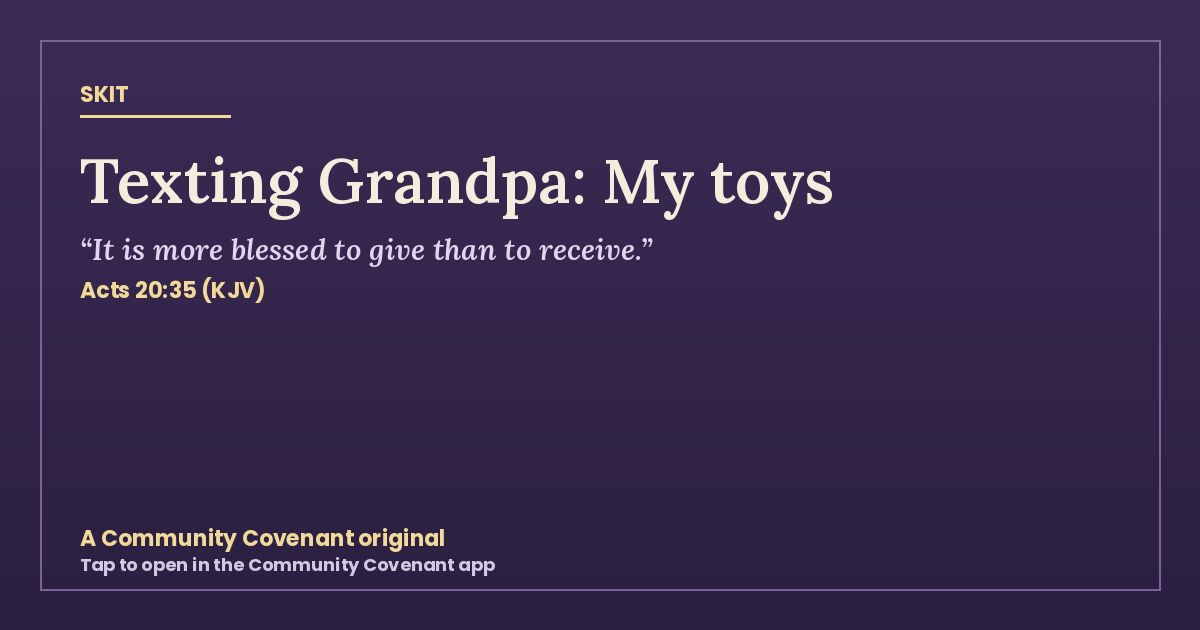 SKIT
Texting Grandpa: My toys
“It is more blessed to give than to receive.”
Acts 20:35 (KJV)
A Community Covenant original
Tap to open in the Community Covenant app